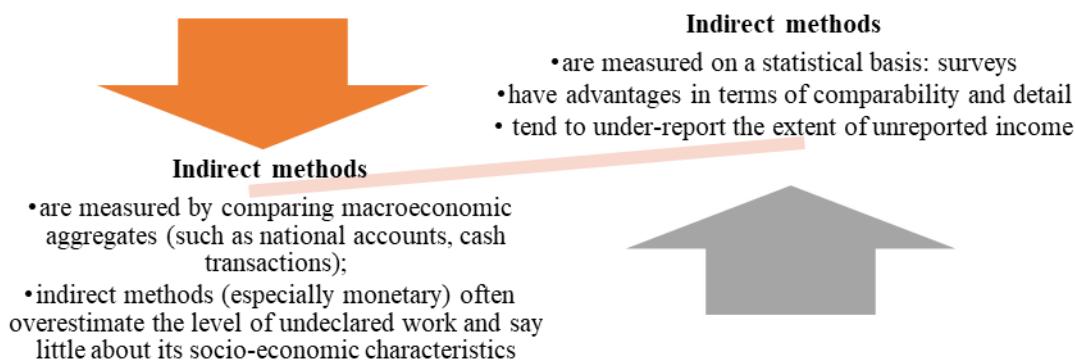 Indirect methods
•are measured by comparing macroeconomic
aggregates (such as national accounts, cash
transactions);
•indirect methods (especially monetary) often
overestimate the level of undeclared work and say
little about its socio-economic characteristics
Indirect methods
•are measured on a statistical basis: surveys
•have advantages in terms of comparability and detail
• tend to under-report the extent of unreported income